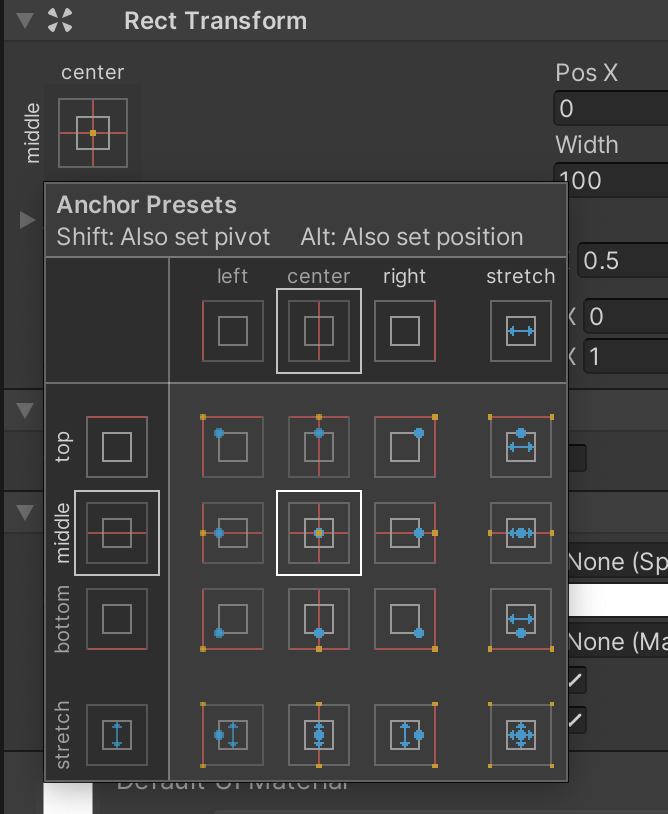 Rect Transform
center
middle
Pos X
0
Width
100
Anchor Presets
Shift: Also set pivot Alt: Also set position
0.5
left center right stretch
X 0
X 1
top
middle
None (Sp
bottom
None (Ma
stretch
Default UI Material